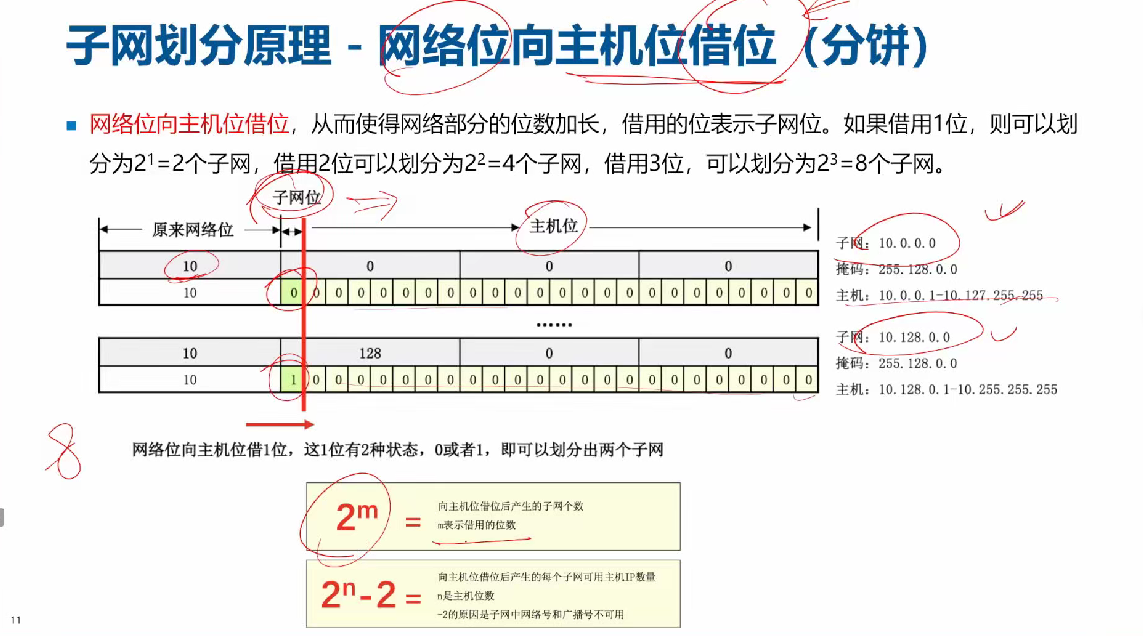 子网划分原理 - 网络位向主机位借位（分饼）
网络位向主机位借位，从而使得网络部分的位数加长，借用的位表示子网位。如果借用1位，则可以划
分为2¹=2个子网，借用2位可以划分为2²=4个子网，借用3位，可以划分为2³=8个子网。
子网位
原来网络位 主机位
10 0 0 0
10 0 0 0 0 0 0 0 0 0 0 0 0 0 0 0 0 0 0 0 0 0 0 0 0
子网：10.0.0.0
掩码：255.128.0.0
主机：10.0.0.1-10.127.255.255
……
10 128 0 0
10 1 0 0 0 0 0 0 0 0 0 0 0 0 0 0 0 0 0 0 0 0 0 0 0
子网：10.128.0.0
掩码：255.128.0.0
主机：10.128.0.1-10.255.255.255
8
网络位向主机位借1位，这1位有2种状态，0或者1，即可以划分出两个子网
2ᵐ =
向主机位借位后产生的子网个数
m表示借用的位数
2ⁿ-2 =
向主机位借位后产生的每个子网可用主机IP数量
n是主机位数
-2的原因是子网中网络号和广播号不可用
11